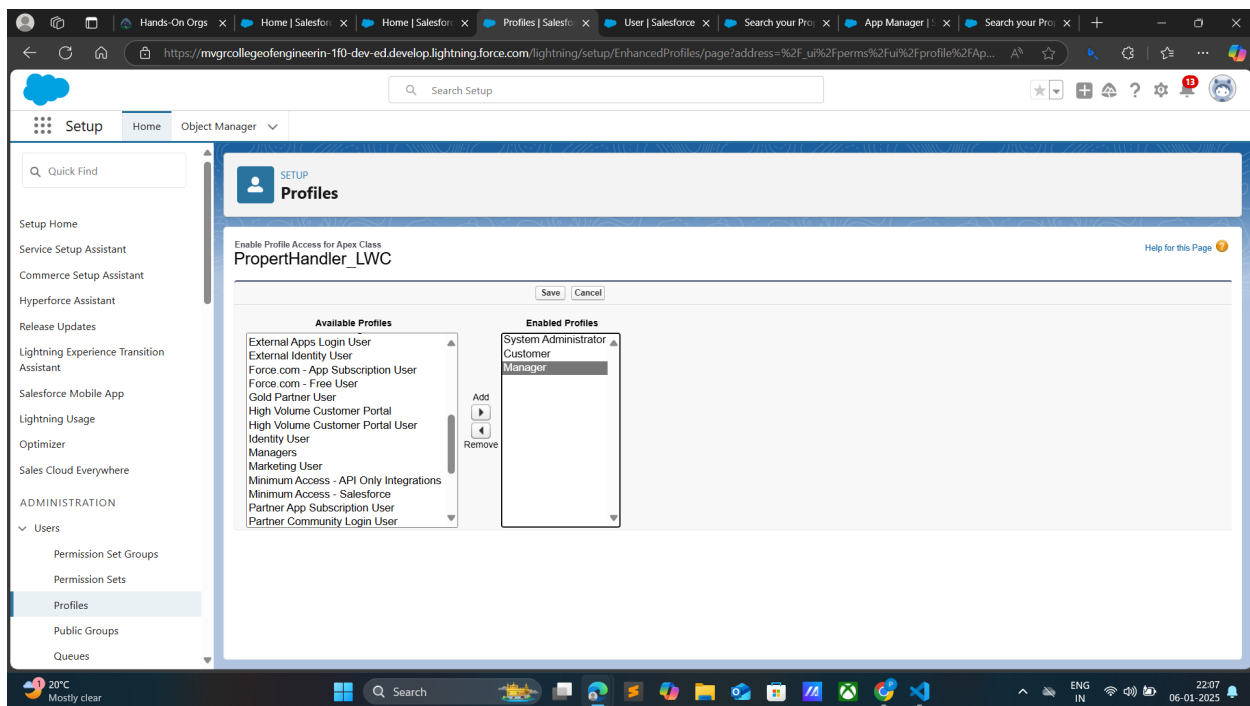 Hands-On Orgs
Home | Salesforc
Home | Salesforc
Profiles | Salesfo
User | Salesforce
Search your Prop
App Manager | S
Search your Prop
https://mvgrcollegeofengineerin-1f0-dev-ed.develop.lightning.force.com/lightning/setup/EnhancedProfiles/page?address=%2F_ui%2Fperms%2Fui%2Fprofile%2FAp...
Search Setup
13
Setup
Home
Object Manager
Quick Find
Setup Home
Service Setup Assistant
Commerce Setup Assistant
Hyperforce Assistant
Release Updates
Lightning Experience Transition
Assistant
Salesforce Mobile App
Lightning Usage
Optimizer
Sales Cloud Everywhere
ADMINISTRATION
Users
Permission Set Groups
Permission Sets
Profiles
Public Groups
Queues
SETUP
Profiles
Enable Profile Access for Apex Class
PropertHandler_LWC
Help for this Page
Save Cancel
Available Profiles
External Apps Login User
External Identity User
Force.com - App Subscription User
Force.com - Free User
Gold Partner User
High Volume Customer Portal
High Volume Customer Portal User
Identity User
Managers
Marketing User
Minimum Access - API Only Integrations
Minimum Access - Salesforce
Partner App Subscription User
Partner Community Login User
Add
Remove
Enabled Profiles
System Administrator
Customer
Manager
1
20°C
Mostly clear
Search
ENG
IN
22:07
06-01-2025